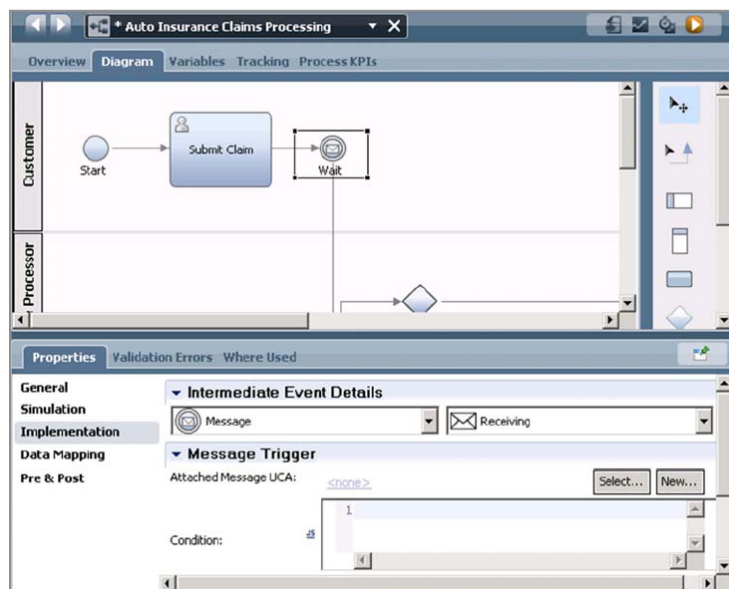 * Auto Insurance Claims Processing
Overview Diagram Variables Tracking Process KPIs
Customer
Start
Submit Claim
Wait
Processor
Properties Validation Errors Where Used
General
Simulation
Implementation
Data Mapping
Pre & Post
Intermediate Event Details
Message Receiving
Message Trigger
Attached Message UCA: <none> Select... New...
1
Condition: JS